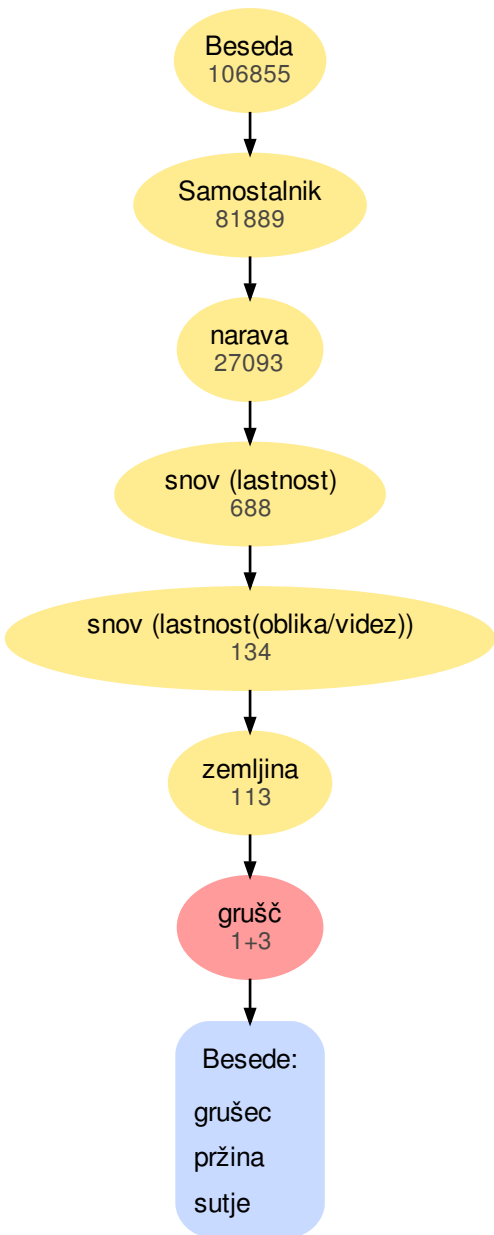 Beseda
106855
Samostalnik
81889
narava
27093
snov (lastnost)
688
snov (lastnost(oblika/videz))
134
zemljina
113
grušč
1+3
Besede:
grušec
pržina
sutje